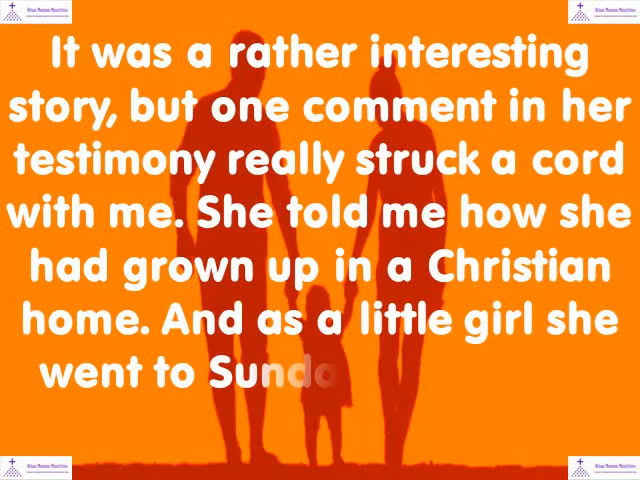 It was a rather interesting
story, but one comment in her
testimony really struck a cord
with me. She told me how she
had grown up in a Christian
home. And as a little girl she
went to Sunda